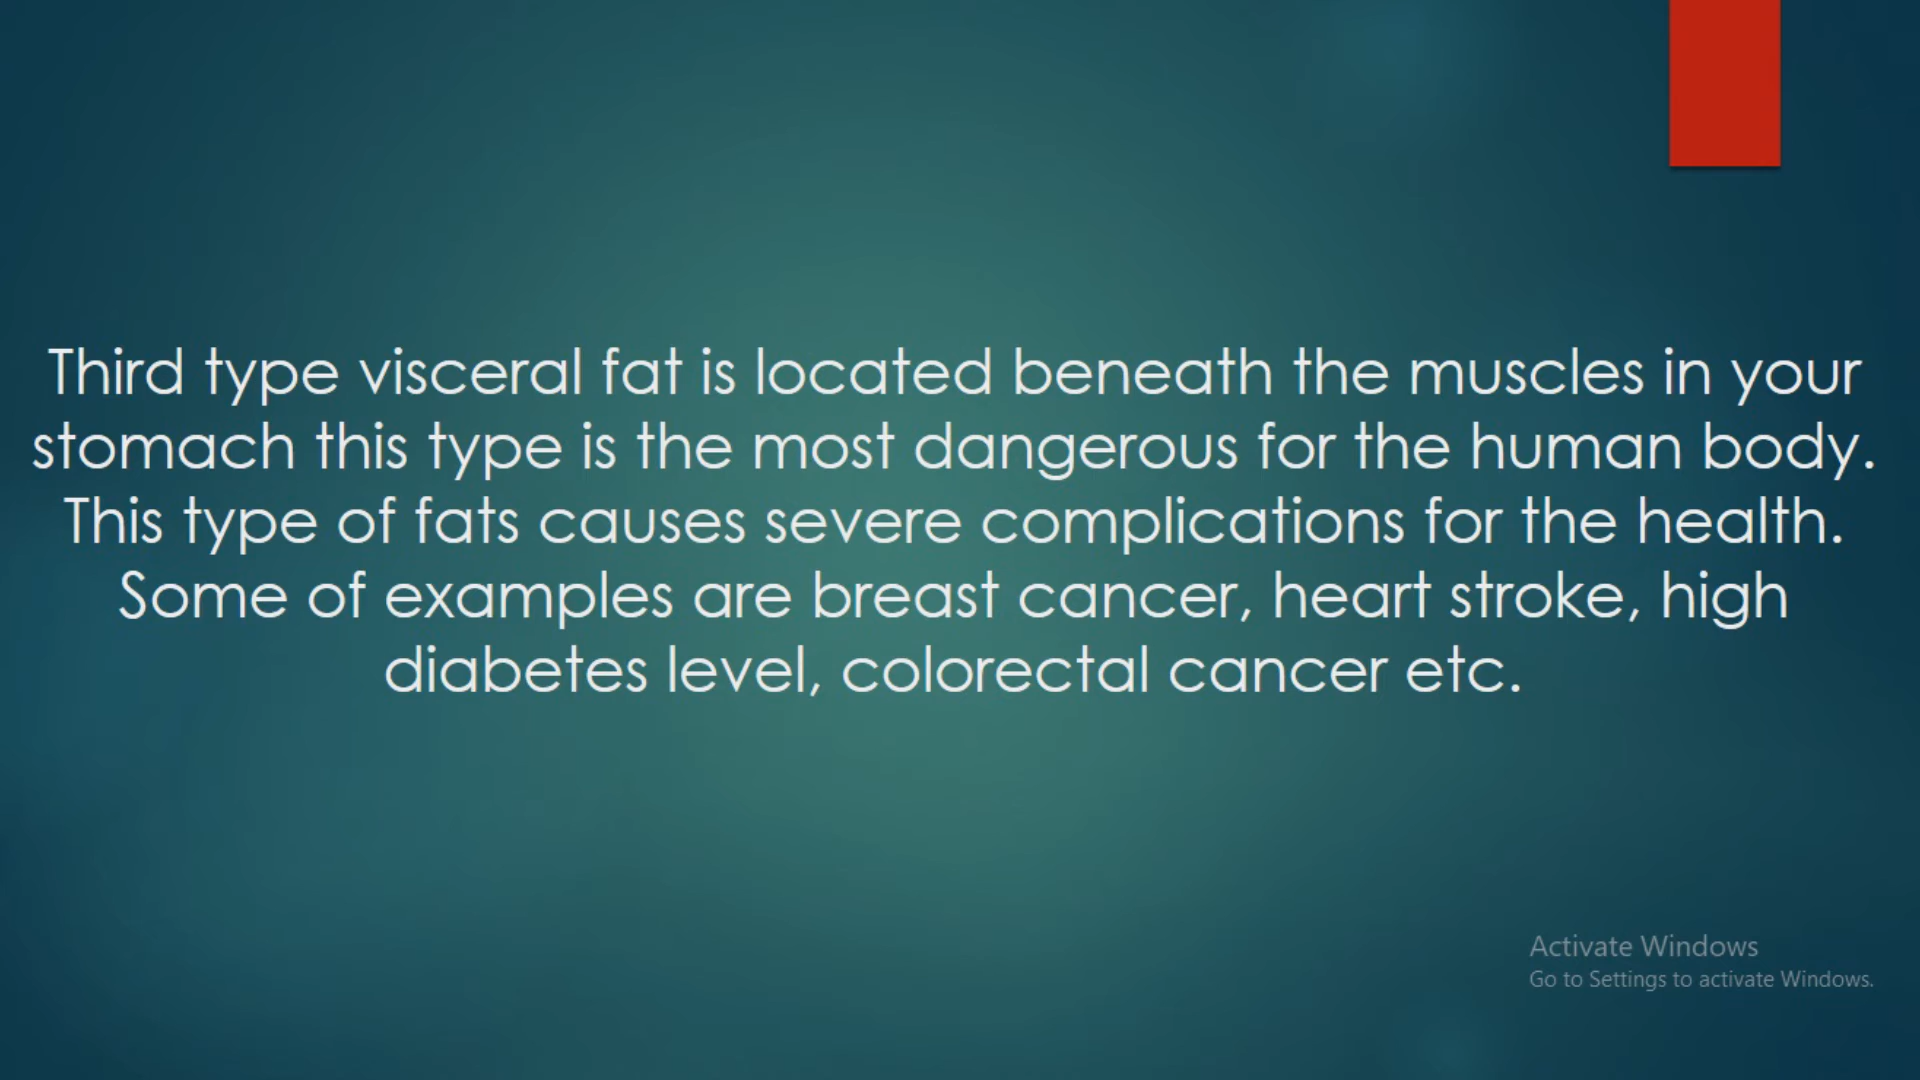 Third type visceral fat is located beneath the muscles in your
stomach this type is the most dangerous for the human body.
This type of fats causes severe complications for the health.
Some of examples are breast cancer, heart stroke, high
diabetes level, colorectal cancer etc.
Activate Windows
Go to Settings to activate Windows.